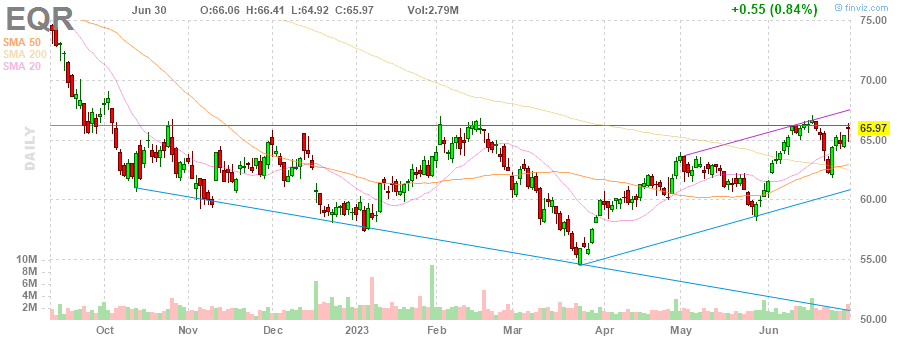 EQR
Jun 30 O:66.06 H:66.41 L:64.92 C:65.97 Vol:2.79M +0.55 (0.84%)
© finviz.com
SMA 50
SMA 200
SMA 20
DAILY
75.00
70.00
65.97
65.00
60.00
55.00
50.00
10M
8M
6M
4M
2M
Oct Nov Dec 2023 Feb Mar Apr May Jun